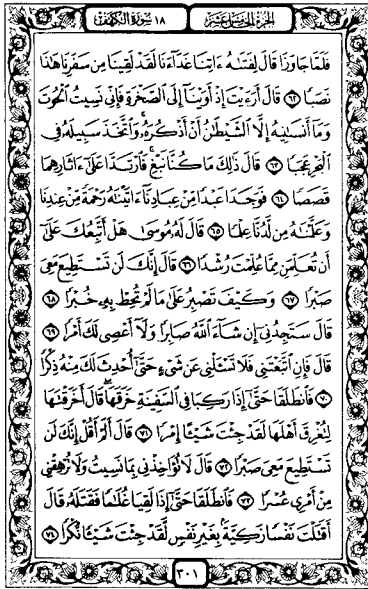 الجزء الخامس عشر
١٨ سورة الكهف
فَلَمَّا جَاوَزَا قَالَ لِفَتَىٰهُ ءَاتِنَا غَدَآءَنَا لَقَدْ لَقِينَا مِن سَفَرِنَا هَٰذَا
نَصَبًا ٦٢ قَالَ أَرَءَيْتَ إِذْ أَوَيْنَآ إِلَى ٱلصَّخْرَةِ فَإِنِّى نَسِيتُ ٱلْحُوتَ
وَمَآ أَنسَىٰنِيهُ إِلَّا ٱلشَّيْطَٰنُ أَنْ أَذْكُرَهُۥ وَٱتَّخَذَ سَبِيلَهُۥ فِى
ٱلْبَحْرِ عَجَبًا ٦٣ قَالَ ذَٰلِكَ مَا كُنَّا نَبْغِ فَٱرْتَدَّا عَلَىٰٓ ءَاثَارِهِمَا
قَصَصًا ٦٤ فَوَجَدَا عَبْدًا مِّنْ عِبَادِنَآ ءَاتَيْنَٰهُ رَحْمَةً مِّنْ عِندِنَا
وَعَلَّمْنَٰهُ مِن لَّدُنَّا عِلْمًا ٦٥ قَالَ لَهُۥ مُوسَىٰ هَلْ أَتَّبِعُكَ عَلَىٰٓ
أَن تُعَلِّمَنِ مِمَّا عُلِّمْتَ رُشْدًا ٦٦ قَالَ إِنَّكَ لَن تَسْتَطِيعَ مَعِىَ
صَبْرًا ٦٧ وَكَيْفَ تَصْبِرُ عَلَىٰ مَا لَمْ تُحِطْ بِهِۦ خُبْرًا ٦٨
قَالَ سَتَجِدُنِىٓ إِن شَآءَ ٱللَّهُ صَابِرًا وَلَآ أَعْصِى لَكَ أَمْرًا ٦٩
قَالَ فَإِنِ ٱتَّبَعْتَنِى فَلَا تَسْـَٔلْنِى عَن شَىْءٍ حَتَّىٰٓ أُحْدِثَ لَكَ مِنْهُ ذِكْرًا
٧٠ فَٱنطَلَقَا حَتَّىٰٓ إِذَا رَكِبَا فِى ٱلسَّفِينَةِ خَرَقَهَا قَالَ أَخَرَقْتَهَا
لِتُغْرِقَ أَهْلَهَا لَقَدْ جِئْتَ شَيْـًٔا إِمْرًا ٧١ قَالَ أَلَمْ أَقُلْ إِنَّكَ لَن
تَسْتَطِيعَ مَعِىَ صَبْرًا ٧٢ قَالَ لَا تُؤَاخِذْنِى بِمَا نَسِيتُ وَلَا تُرْهِقْنِى
مِنْ أَمْرِى عُسْرًا ٧٣ فَٱنطَلَقَا حَتَّىٰٓ إِذَا لَقِيَا غُلَٰمًا فَقَتَلَهُۥ قَالَ
أَقَتَلْتَ نَفْسًا زَكِيَّةًۢ بِغَيْرِ نَفْسٍ لَّقَدْ جِئْتَ شَيْـًٔا نُّكْرًا ٧٤
٣٠١